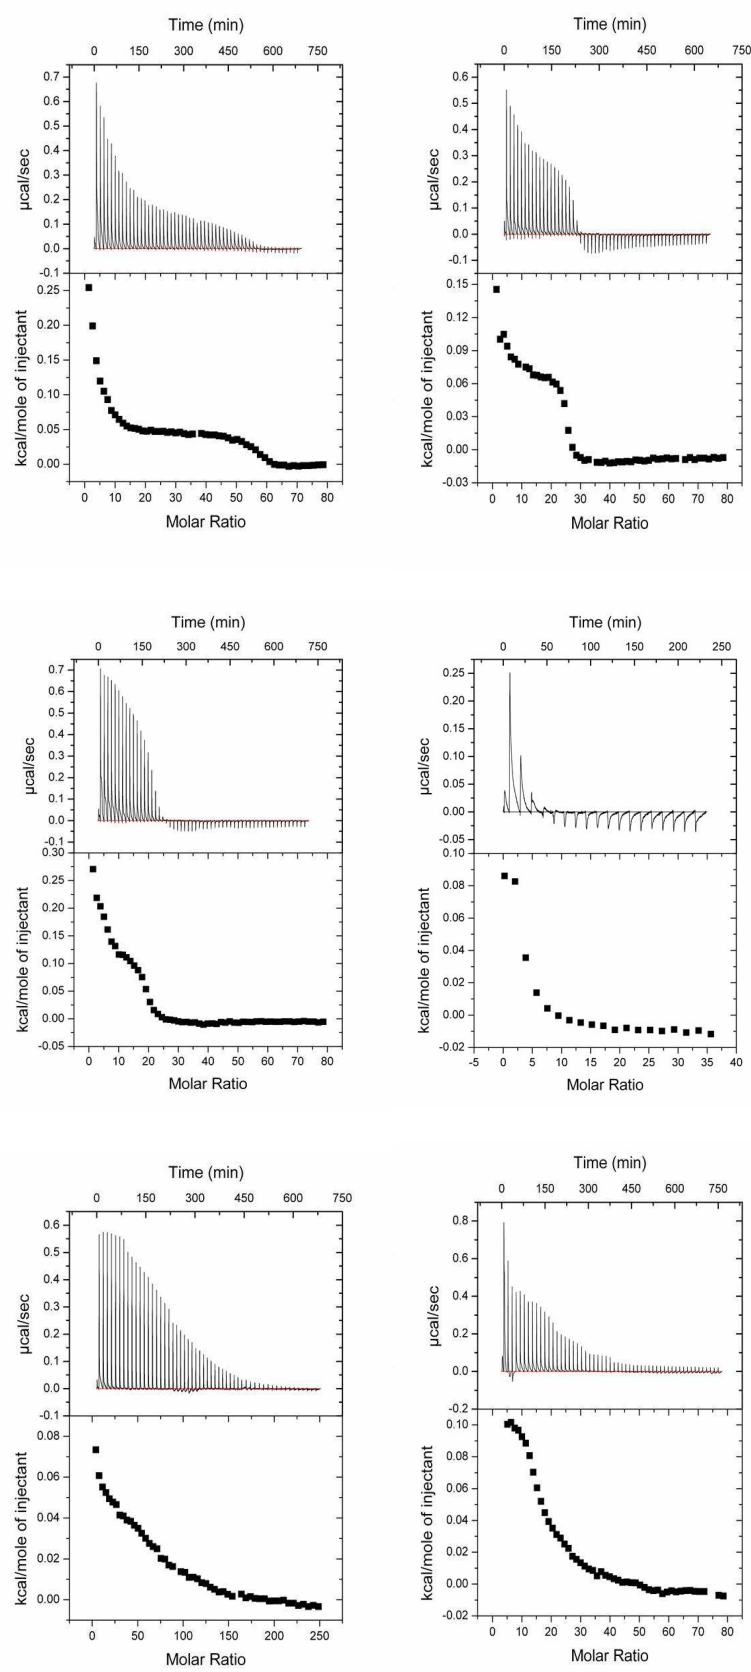 Time (min)
0 150 300 450 600 750
0.7
0.6
0.5
0.4
0.3
0.2
0.1
0.0
-0.1
µcal/sec
0.25
0.20
0.15
0.10
0.05
0.00
kcal/mole of injectant
0 10 20 30 40 50 60 70 80
Molar Ratio
Time (min)
0 150 300 450 600 750
0.6
0.5
0.4
0.3
0.2
0.1
0.0
-0.1
µcal/sec
0.15
0.12
0.09
0.06
0.03
0.00
-0.03
kcal/mole of injectant
0 10 20 30 40 50 60 70 80
Molar Ratio
Time (min)
0 150 300 450 600 750
0.7
0.6
0.5
0.4
0.3
0.2
0.1
0.0
-0.1
µcal/sec
0.30
0.25
0.20
0.15
0.10
0.05
0.00
-0.05
kcal/mole of injectant
0 10 20 30 40 50 60 70 80
Molar Ratio
Time (min)
0 50 100 150 200 250
0.25
0.20
0.15
0.10
0.05
0.00
-0.05
µcal/sec
0.10
0.08
0.06
0.04
0.02
0.00
-0.02
kcal/mole of injectant
-5 0 5 10 15 20 25 30 35 40
Molar Ratio
Time (min)
0 150 300 450 600 750
0.6
0.5
0.4
0.3
0.2
0.1
0.0
-0.1
µcal/sec
0.08
0.06
0.04
0.02
0.00
kcal/mole of injectant
0 50 100 150 200 250
Molar Ratio
Time (min)
0 150 300 450 600 750
0.8
0.6
0.4
0.2
0.0
-0.2
µcal/sec
0.10
0.08
0.06
0.04
0.02
0.00
-0.02
kcal/mole of injectant
0 10 20 30 40 50 60 70 80
Molar Ratio